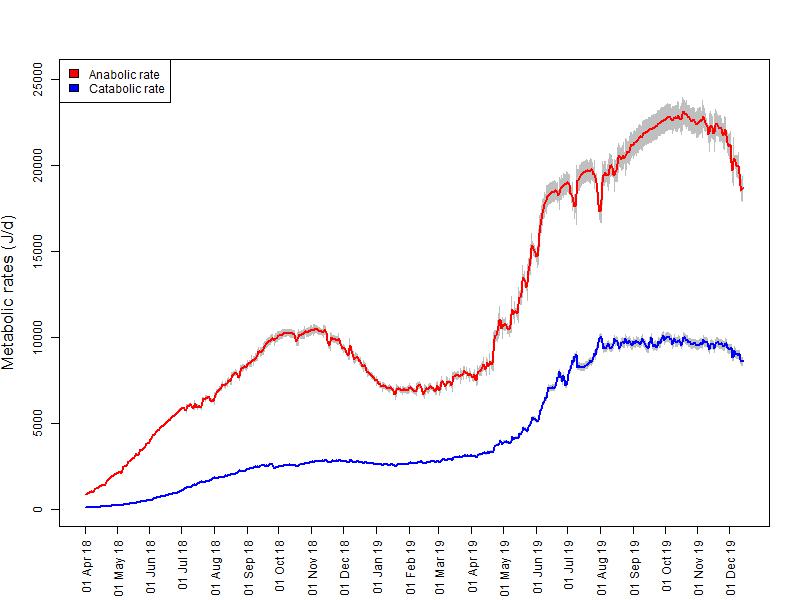 Anabolic rate
Catabolic rate
Metabolic rates (J/d)
25000
20000
15000
10000
5000
0
01 Apr 18
01 May 18
01 Jun 18
01 Jul 18
01 Aug 18
01 Sep 18
01 Oct 18
01 Nov 18
01 Dec 18
01 Jan 19
01 Feb 19
01 Mar 19
01 Apr 19
01 May 19
01 Jun 19
01 Jul 19
01 Aug 19
01 Sep 19
01 Oct 19
01 Nov 19
01 Dec 19